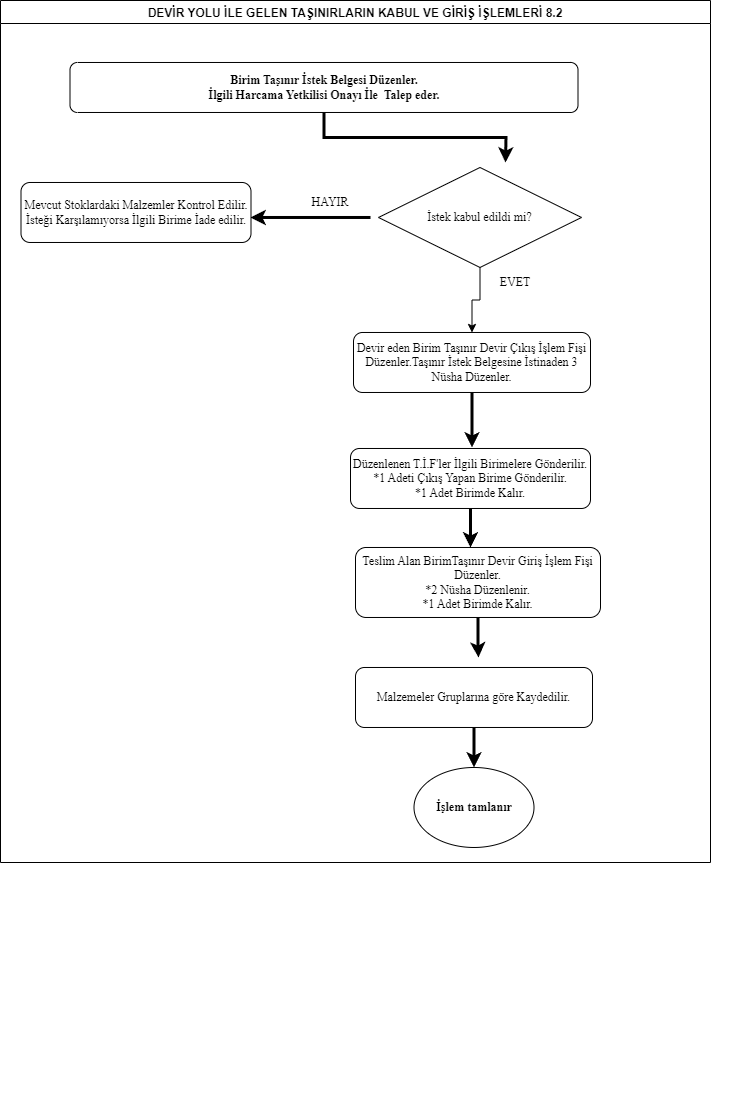 DEVİR YOLU İLE GELEN TAŞINIRLARIN KABUL VE GİRİŞ İŞLEMLERİ 8.2
Birim Taşınır İstek Belgesi Düzenler.
İlgili Harcama Yetkilisi Onayı İle Talep eder.
HAYIR
Mevcut Stoklardaki Malzemler Kontrol Edilir.
İsteği Karşılamıyorsa İlgili Birime İade edilir.
İstek kabul edildi mi?
EVET
Devir eden Birim Taşınır Devir Çıkış İşlem Fişi
Düzenler.Taşınır İstek Belgesine İstinaden 3
Nüsha Düzenler.
Düzenlenen T.İ.F'ler İlgili Birimelere Gönderilir.
*1 Adeti Çıkış Yapan Birime Gönderilir.
*1 Adet Birimde Kalır.
Teslim Alan BirimTaşınır Devir Giriş İşlem Fişi
Düzenler.
*2 Nüsha Düzenlenir.
*1 Adet Birimde Kalır.
Malzemeler Gruplarına göre Kaydedilir.
İşlem tamlanır